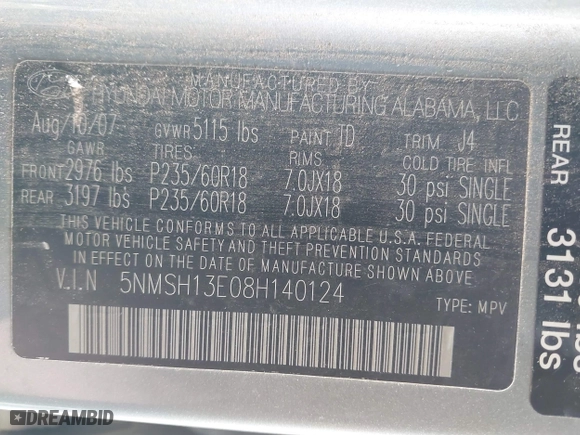 MANUFACTURED BY
HYUNDAI MOTOR MANUFACTURING ALABAMA, LLC
Aug/10/07 GVWR 5115 lbs PAINT JD TRIM J4
GAWR TIRES RIMS COLD TIRE INFL
FRONT 2976 lbs P235/60R18 7.0JX18 30 psi SINGLE
REAR 3197 lbs P235/60R18 7.0JX18 30 psi SINGLE
THIS VEHICLE CONFORMS TO ALL APPLICABLE U.S.A. FEDERAL
MOTOR VEHICLE SAFETY AND THEFT PREVENTION STANDARDS
IN EFFECT ON THE DATE OF MANUFACTURE SHOWN ABOVE.
V.I.N 5NMSH13E08H140124
TYPE: MPV
REAR 3131 lbs
lbs
DREAMBID